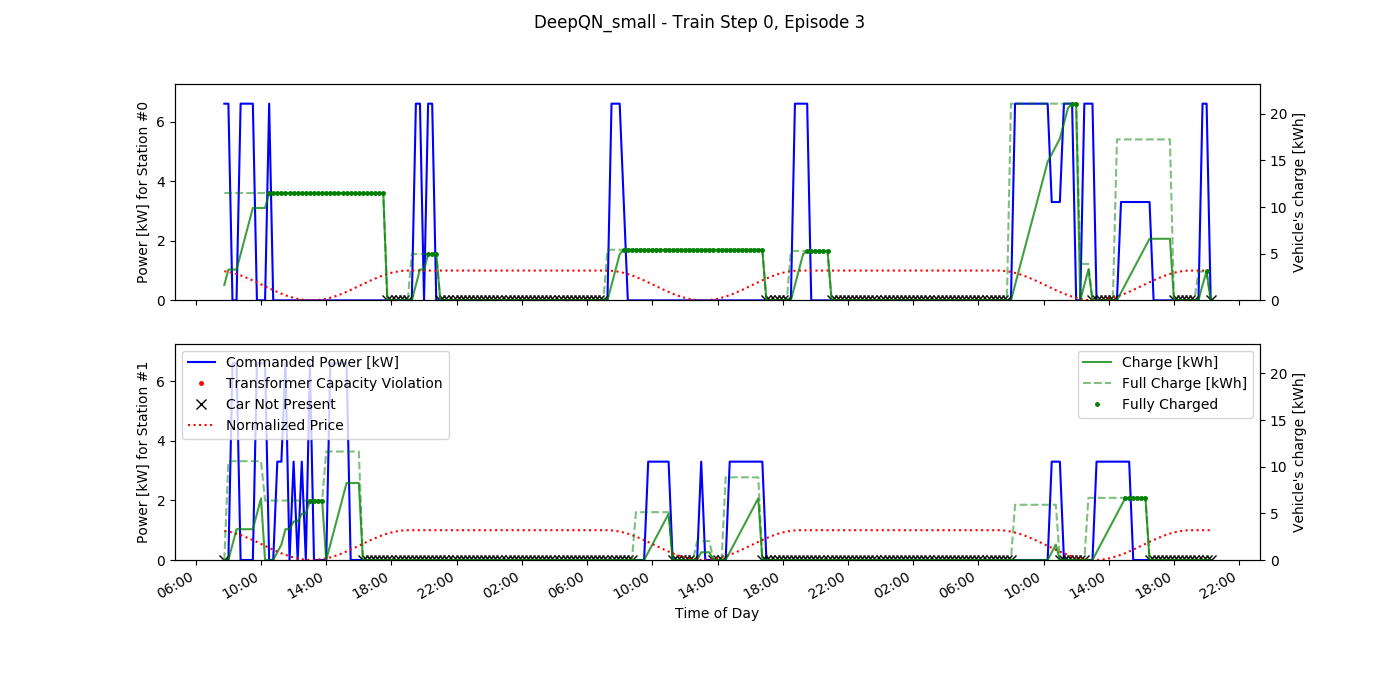 DeepQN_small - Train Step 0, Episode 3
Power [kW] for Station #0
6
4
2
0
20
15
10
5
0
Vehicle's charge [kWh]
Power [kW] for Station #1
6
4
2
0
Commanded Power [kW]
Transformer Capacity Violation
Car Not Present
Normalized Price
Charge [kWh]
Full Charge [kWh]
Fully Charged
20
15
10
5
0
Vehicle's charge [kWh]
06:00 10:00 14:00 18:00 22:00 02:00 06:00 10:00 14:00 18:00 22:00 02:00 06:00 10:00 14:00 18:00 22:00
Time of Day